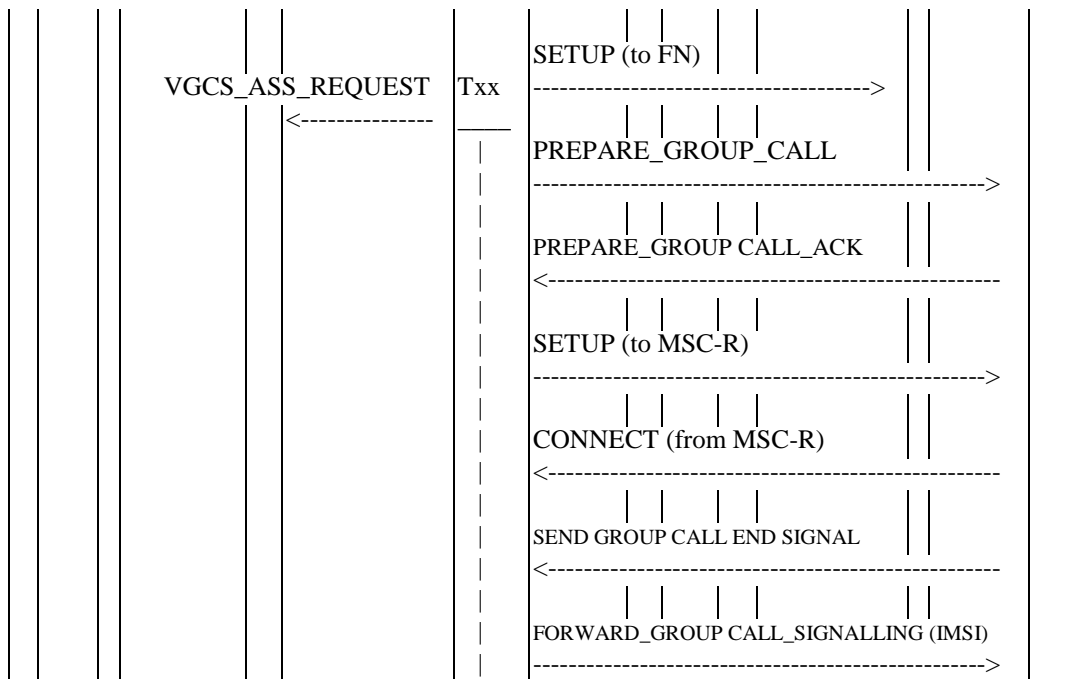 SETUP (to FN)
VGCS_ASS_REQUEST Txx
PREPARE_GROUP_CALL
PREPARE_GROUP CALL_ACK
SETUP (to MSC-R)
CONNECT (from MSC-R)
SEND GROUP CALL END SIGNAL
FORWARD_GROUP CALL_SIGNALLING (IMSI)